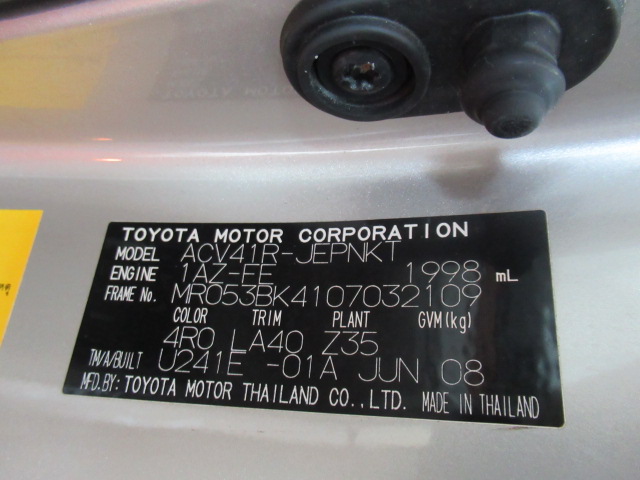 TOYOTA MOTOR CORPORATION
MODEL ACV41R-JEPNKT
ENGINE 1AZ-FE 1998 mL
FRAME No. MR053BK4107032109
COLOR TRIM PLANT GVM(kg)
4R0 LA40 Z35
TM/A/BUILT U241E -01A JUN 08
MFD.BY: TOYOTA MOTOR THAILAND CO., LTD. MADE IN THAILAND